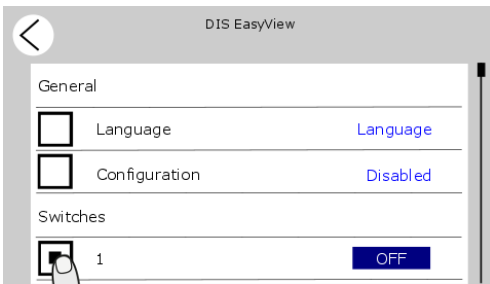 DIS EasyView
General
Language Language
Configuration Disabled
Switches
1 OFF